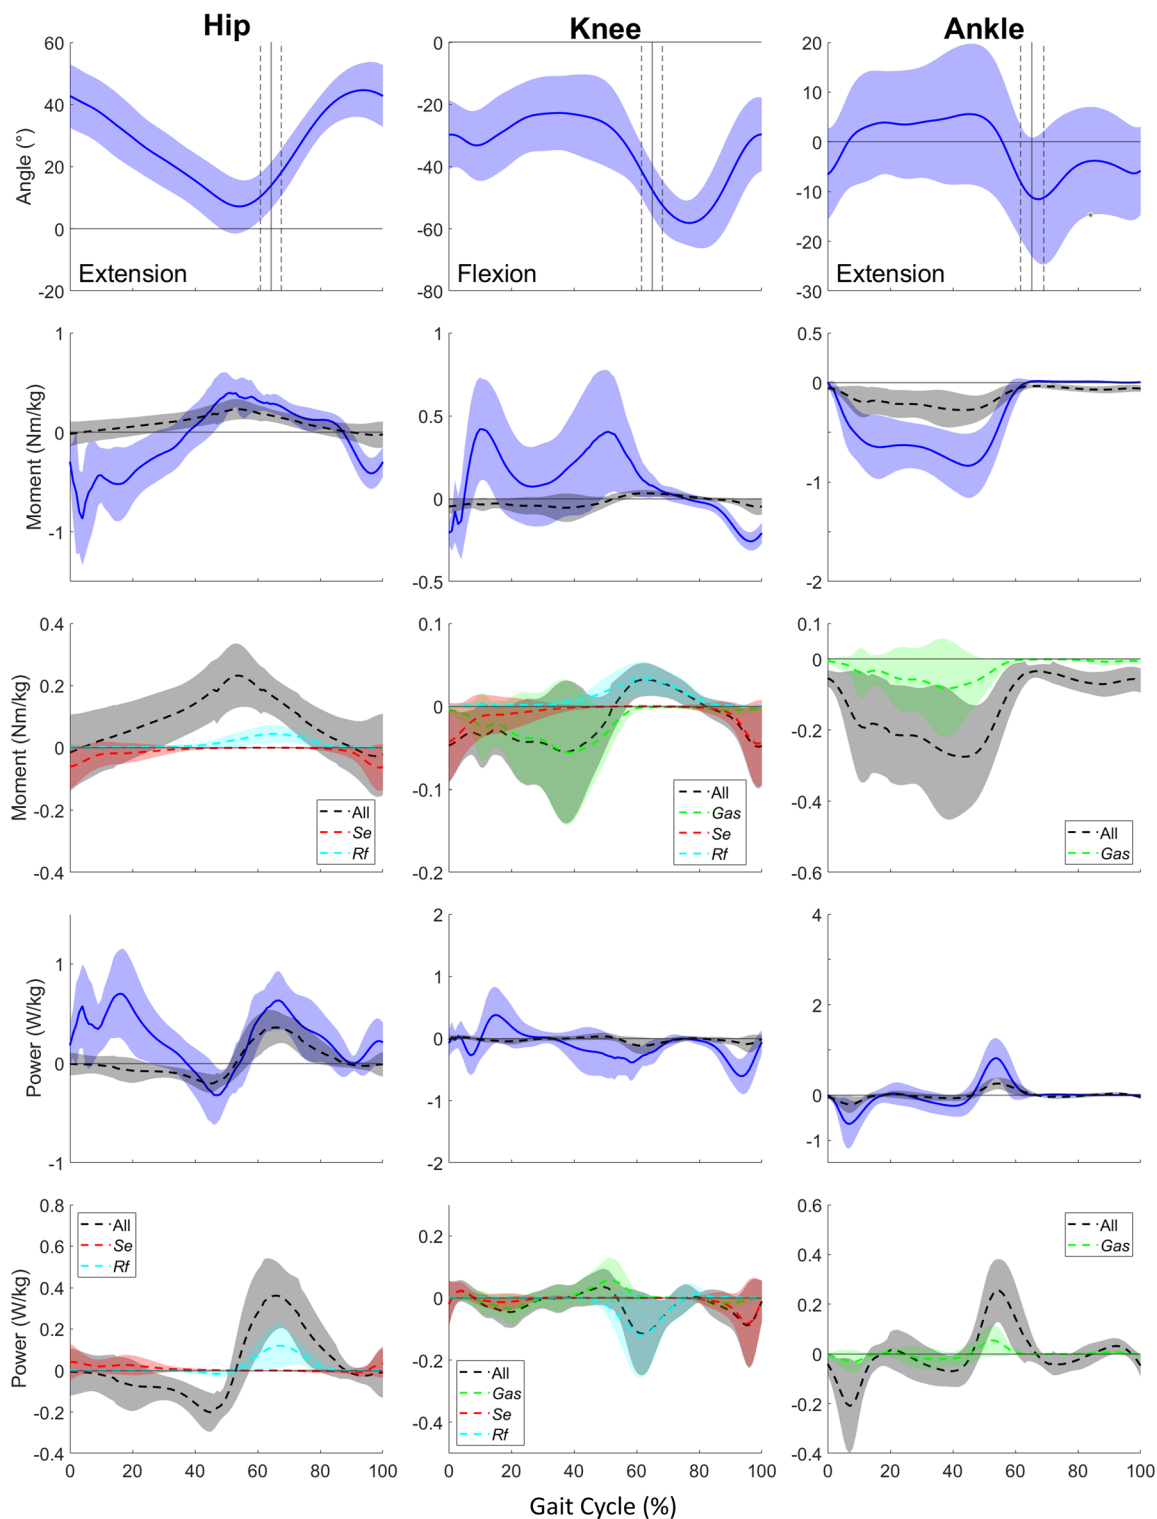 Hip Knee Ankle
Angle (°)
60
40
20
0
-20
Extension
0
-20
-40
-60
-80
Flexion
20
10
0
-10
-20
-30
Extension
Moment (Nm/kg)
1
0
-1
1
0.5
0
-0.5
0.5
0
-1
-2
Moment (Nm/kg)
0.4
0.2
0
-0.2
-0.4
All
Se
Rf
0.1
0
-0.1
-0.2
All
Gas
Se
Rf
0.1
0
-0.2
-0.4
-0.6
All
Gas
Power (W/kg)
1
0
-1
2
1
0
-1
-2
4
2
0
-1
Power (W/kg)
0.8
0.6
0.4
0.2
0
-0.2
-0.4
All
Se
Rf
0 20 40 60 80 100
0.2
0
-0.2
-0.4
All
Gas
Se
Rf
0 20 40 60 80 100
0.6
0.4
0.2
0
-0.2
-0.4
All
Gas
0 20 40 60 80 100
Gait Cycle (%)